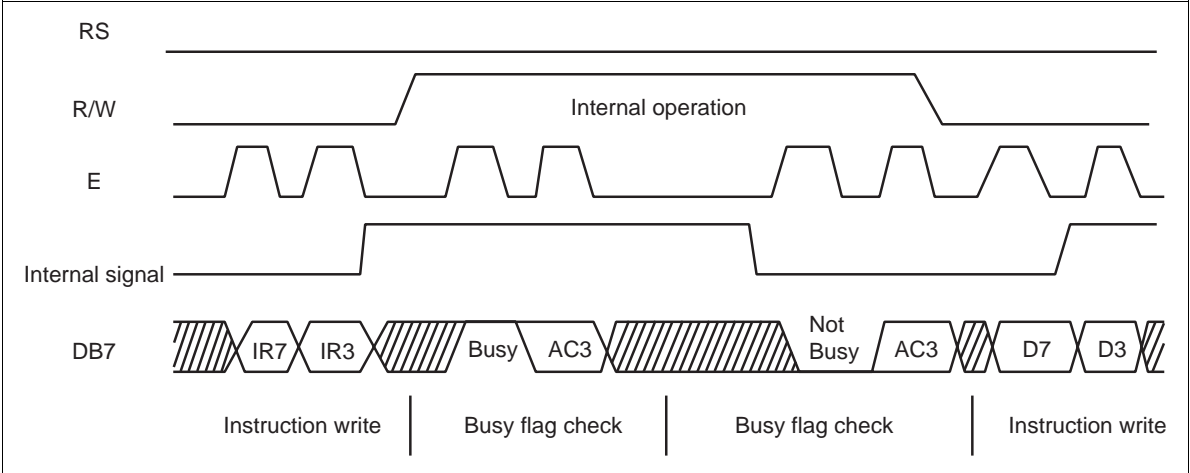 RS
R/W
Internal operation
E
Internal signal
DB7
IR7
IR3
Busy
AC3
Not
Busy
AC3
D7
D3
Instruction write
Busy flag check
Busy flag check
Instruction write